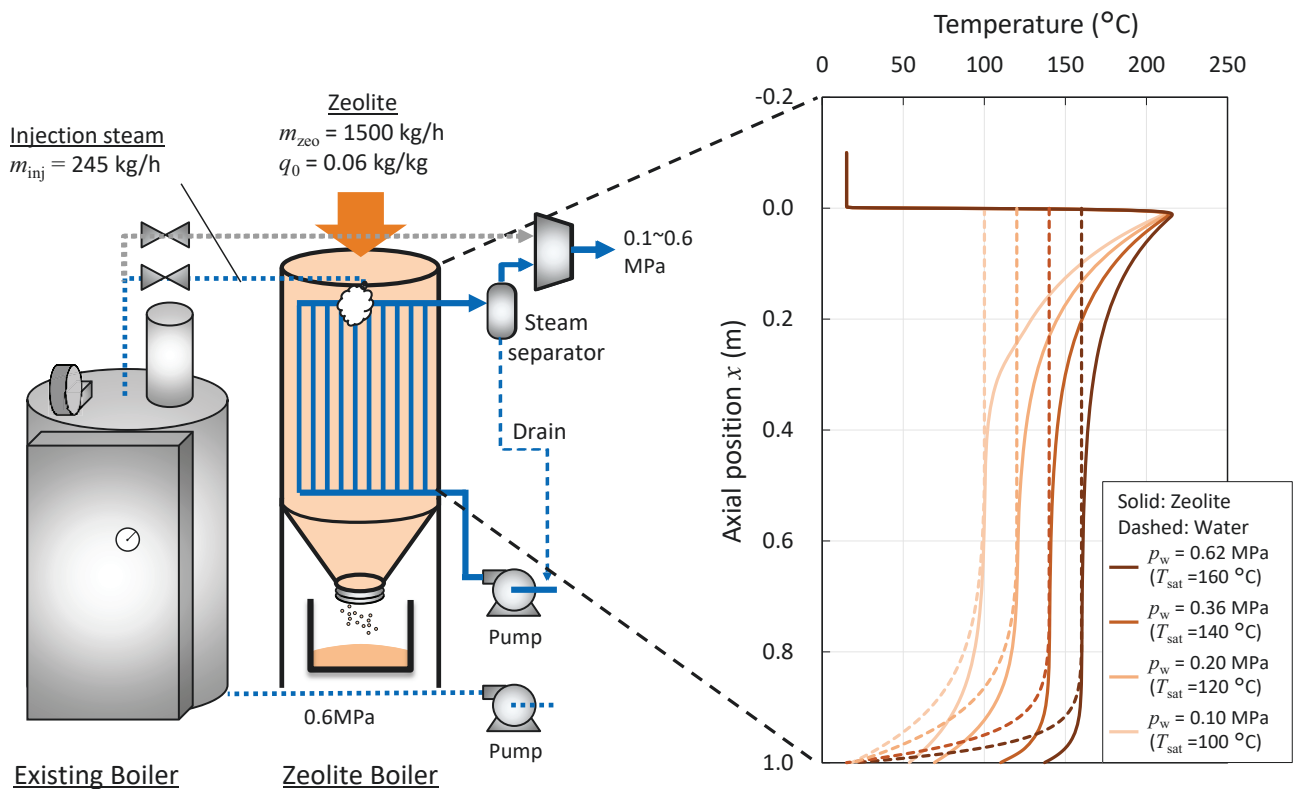 Temperature (°C)
0 50 100 150 200 250
Zeolite
m_zeo = 1500 kg/h
q_0 = 0.06 kg/kg
Injection steam
m_inj = 245 kg/h
0.1~0.6
MPa
Steam
separator
Drain
Pump
0.6MPa
Pump
Existing Boiler
Zeolite Boiler
Axial position x (m)
-0.2
0.0
0.2
0.4
0.6
0.8
1.0
Solid: Zeolite
Dashed: Water
p_w = 0.62 MPa
(T_sat =160 °C)
p_w = 0.36 MPa
(T_sat =140 °C)
p_w = 0.20 MPa
(T_sat =120 °C)
p_w = 0.10 MPa
(T_sat =100 °C)